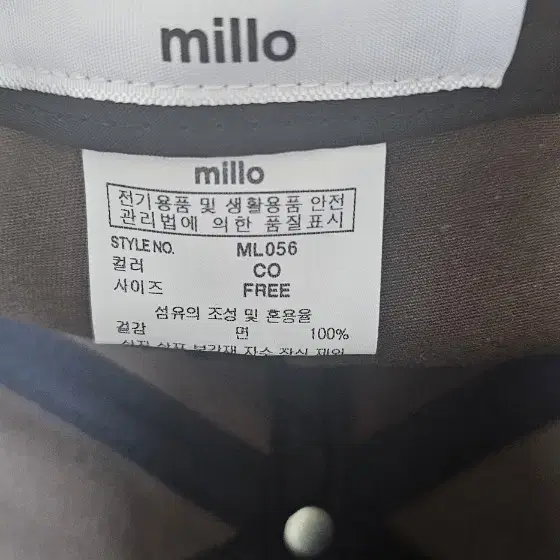 millo
millo
전기용품 및 생활용품 안전
관리법에 의한 품질표시
STYLE NO. ML056
컬러 CO
사이즈 FREE
섬유의 조성 및 혼용율
겉감 면 100%